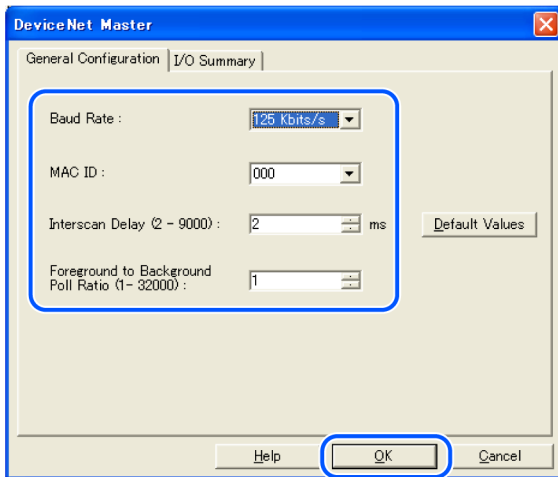 DeviceNet Master
General Configuration
I/O Summary
Baud Rate :
125 Kbits/s
MAC ID :
000
Interscan Delay (2 - 9000) :
2
ms
Default Values
Foreground to Background
Poll Ratio (1- 32000) :
1
Help
OK
Cancel